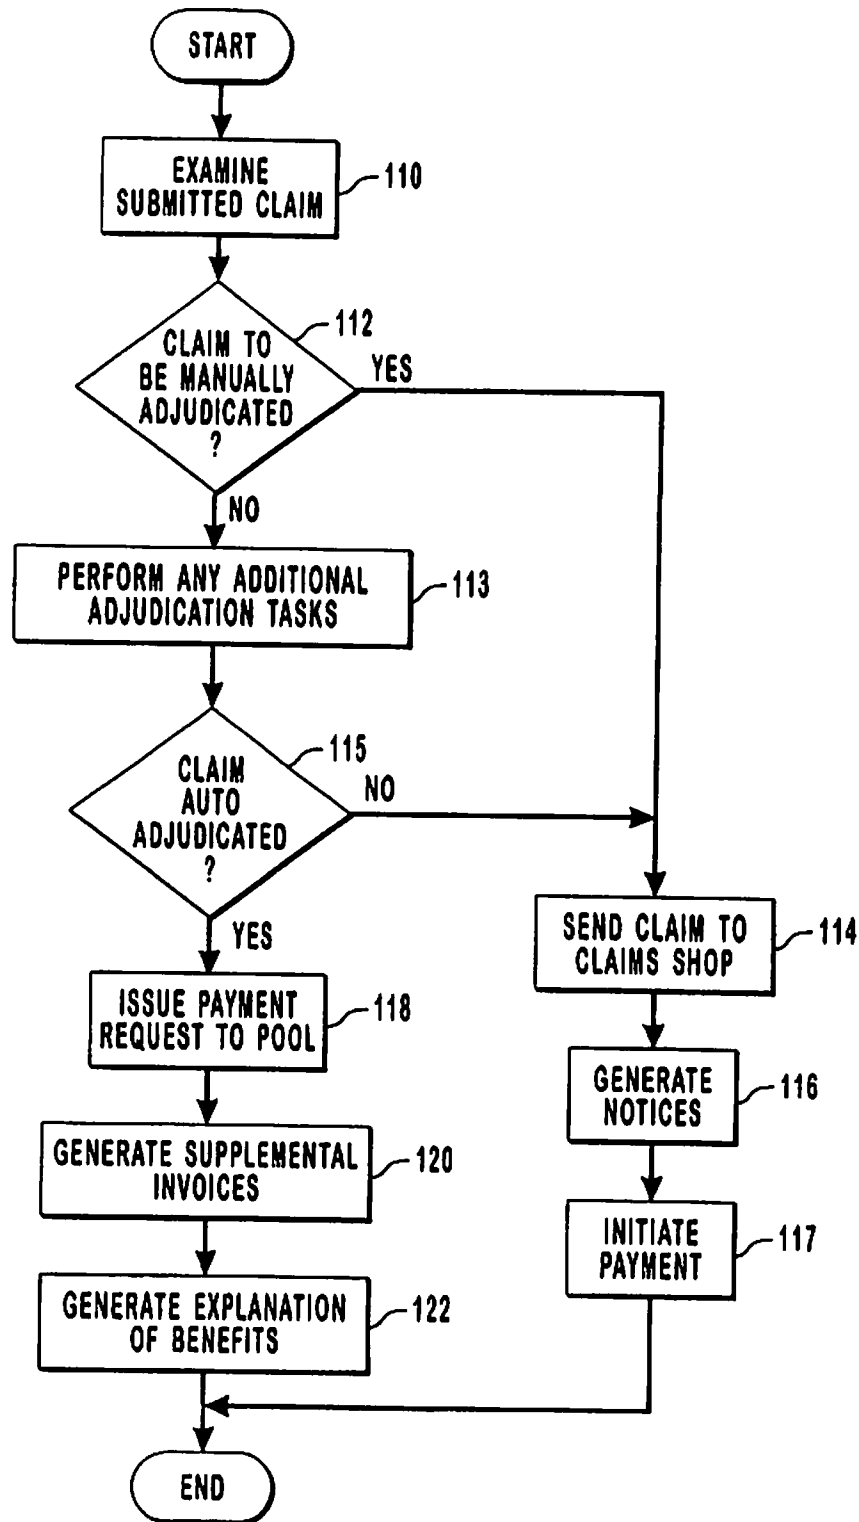 START
EXAMINE
SUBMITTED CLAIM
110
CLAIM TO
BE MANUALLY
ADJUDICATED
?
112
YES
NO
PERFORM ANY ADDITIONAL
ADJUDICATION TASKS
113
CLAIM
AUTO
ADJUDICATED
?
115
NO
YES
SEND CLAIM TO
CLAIMS SHOP
114
ISSUE PAYMENT
REQUEST TO POOL
118
GENERATE
NOTICES
116
GENERATE SUPPLEMENTAL
INVOICES
120
INITIATE
PAYMENT
117
GENERATE EXPLANATION
OF BENEFITS
122
END